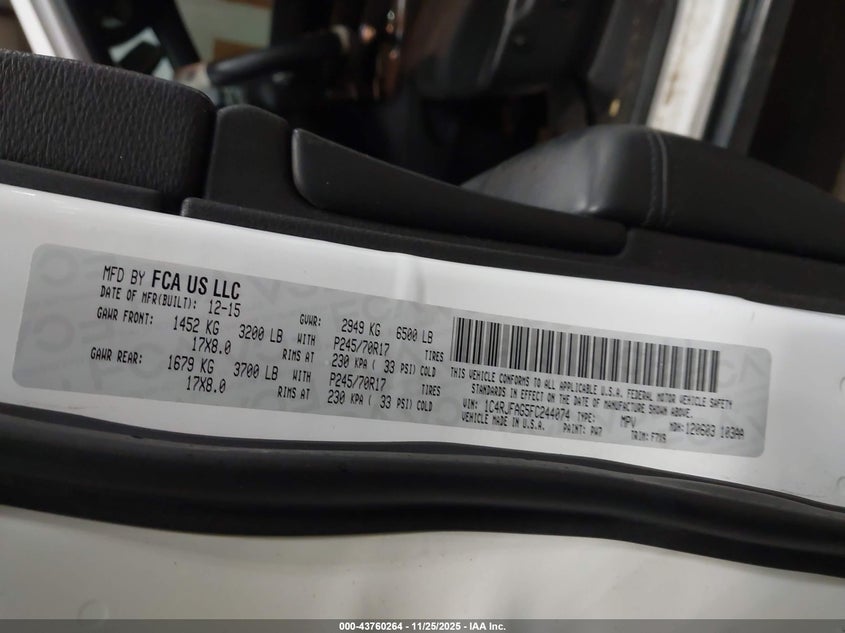 MFD BY FCA US LLC
DATE OF MFR(BUILT): 12-15 GVWR: 2949 KG 6500 LB
GAWR FRONT: 1452 KG 3200 LB WITH P245/70R17 TIRES
17X8.0 RIMS AT 230 KPA ( 33 PSI) COLD
GAWR REAR: 1679 KG 3700 LB WITH P245/70R17 TIRES
17X8.0 RIMS AT 230 KPA ( 33 PSI) COLD
THIS VEHICLE CONFORMS TO ALL APPLICABLE U.S.A. FEDERAL MOTOR VEHICLE SAFETY
STANDARDS IN EFFECT ON THE DATE OF MANUFACTURE SHOWN ABOVE.
VIN: 1C4RJFAG5FC244074 TYPE: MPV MDH: 120603 103AA
VEHICLE MADE IN U.S.A. PAINT: PW7 TRIM:
000-43760264 - 11/25/2025 - IAA Inc.